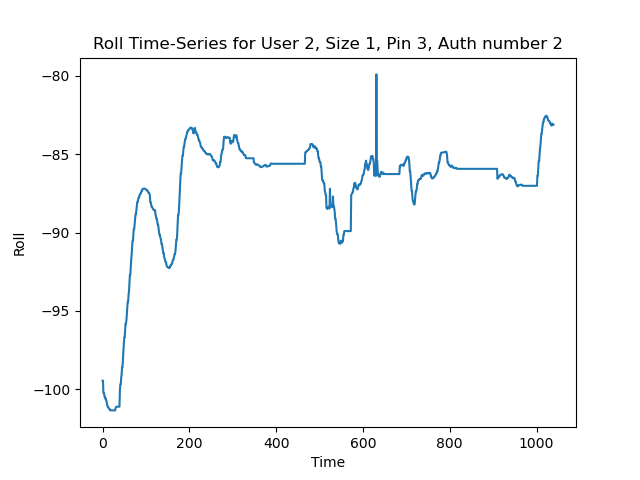 Roll Time-Series for User 2, Size 1, Pin 3, Auth number 2
−80
−85
−90
−95
−100
Roll
0 200 400 600 800 1000
Time